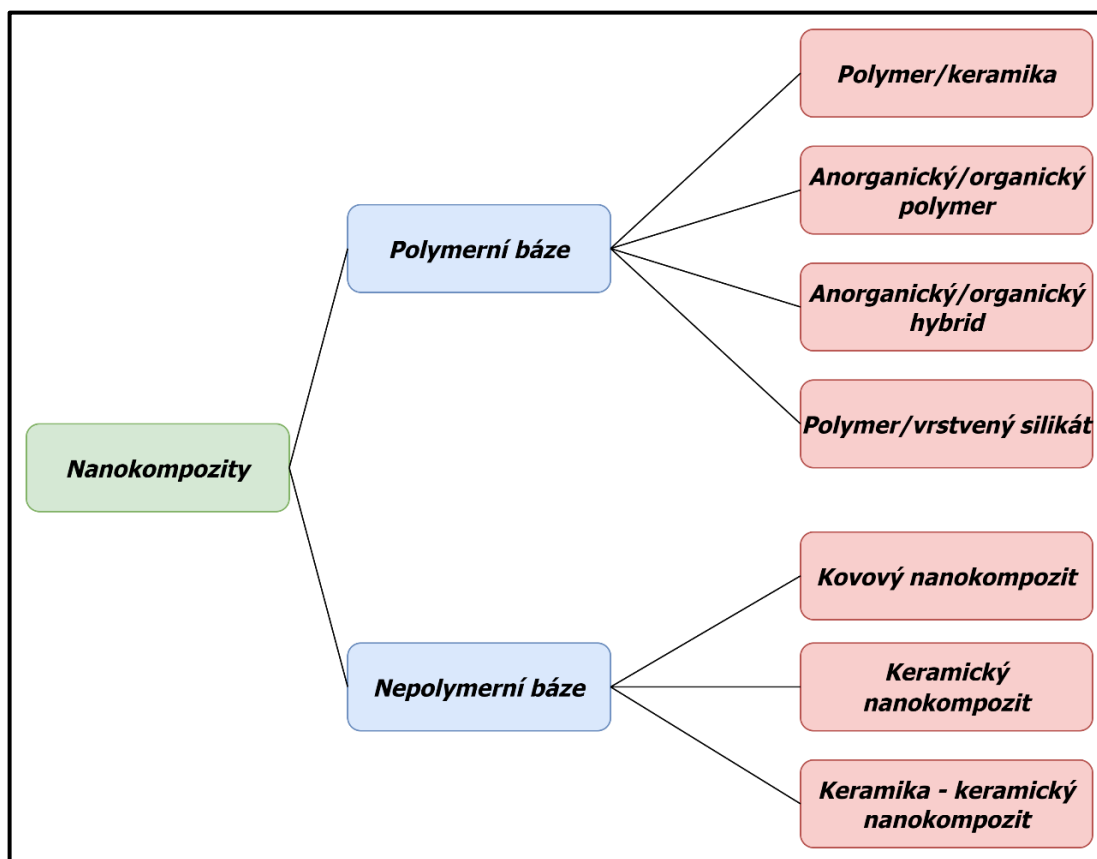 Nanokompozity
Polymerní báze
Polymer/keramika
Anorganický/organický
polymer
Anorganický/organický
hybrid
Polymer/vrstvený silikát
Nepolymerní báze
Kovový nanokompozit
Keramický
nanokompozit
Keramika - keramický
nanokompozit